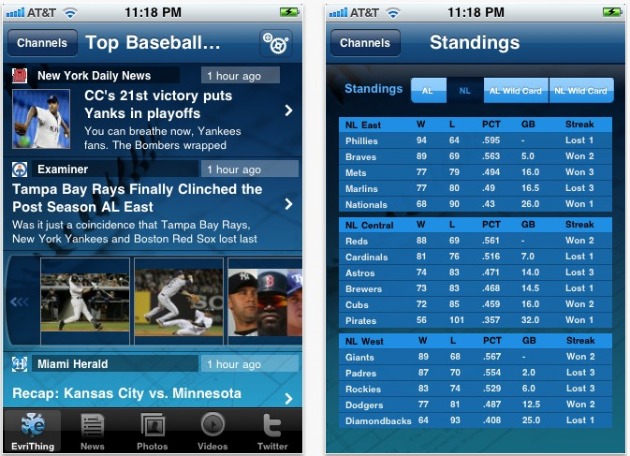 AT&T 11:18 PM
Channels Top Baseball...
New York Daily News 1 hour ago
CC's 21st victory puts
Yanks in playoffs
You can breathe now, Yankees
fans. The Bombers wrapped
Examiner 1 hour ago
Tampa Bay Rays Finally Clinched the
Post Season AL East
Was it just a coincidence that Tampa Bay Rays,
New York Yankees and Boston Red Sox lost last
Miami Herald 1 hour ago
Recap: Kansas City vs. Minnesota
EvriThing News Photos Videos Twitter
AT&T 11:18 PM
Channels Standings
Standings AL NL AL Wild Card NL Wild Card
NL East W L PCT GB Streak
Phillies 94 64 .595 - Lost 1
Braves 89 69 .563 5.0 Won 2
Mets 77 79 .494 16.0 Won 3
Marlins 77 80 .49 16.5 Lost 3
Nationals 68 90 .43 26.0 Won 1
NL Central W L PCT GB Streak
Reds 88 69 .561 - Won 2
Cardinals 81 76 .516 7.0 Lost 1
Astros 74 83 .471 14.0 Lost 3
Brewers 73 83 .468 14.5 Lost 1
Cubs 72 85 .459 16.0 Won 2
Pirates 56 101 .357 32.0 Won 1
NL West W L PCT GB Streak
Giants 89 68 .567 - Won 2
Padres 87 70 .554 2.0 Lost 3
Rockies 83 74 .529 6.0 Lost 3
Dodgers 77 81 .487 12.5 Won 2
Diamondbacks 64 93 .408 25.0 Lost 1